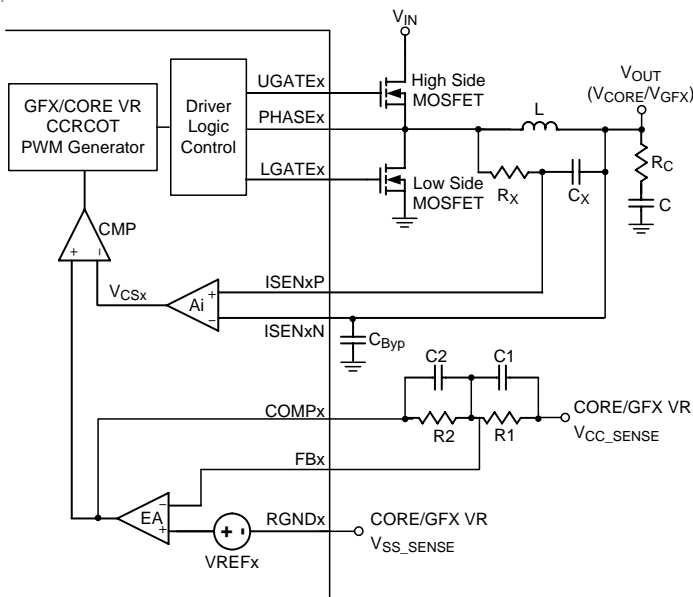 V_IN
GFX/CORE VR
CCRCOT
PWM Generator
Driver
Logic
Control
UGATEx
PHASEx
LGATEx
High Side
MOSFET
Low Side
MOSFET
L
V_OUT
(V_CORE/V_GFX)
R_X
C_X
R_C
C
CMP
+
-
V_CSx
Ai
+
-
ISENxP
ISENxN
C_Byp
C2
C1
R2
R1
COMPx
CORE/GFX VR
V_CC_SENSE
FBx
EA
-
+
+
-
VREFx
RGNDx
CORE/GFX VR
V_SS_SENSE